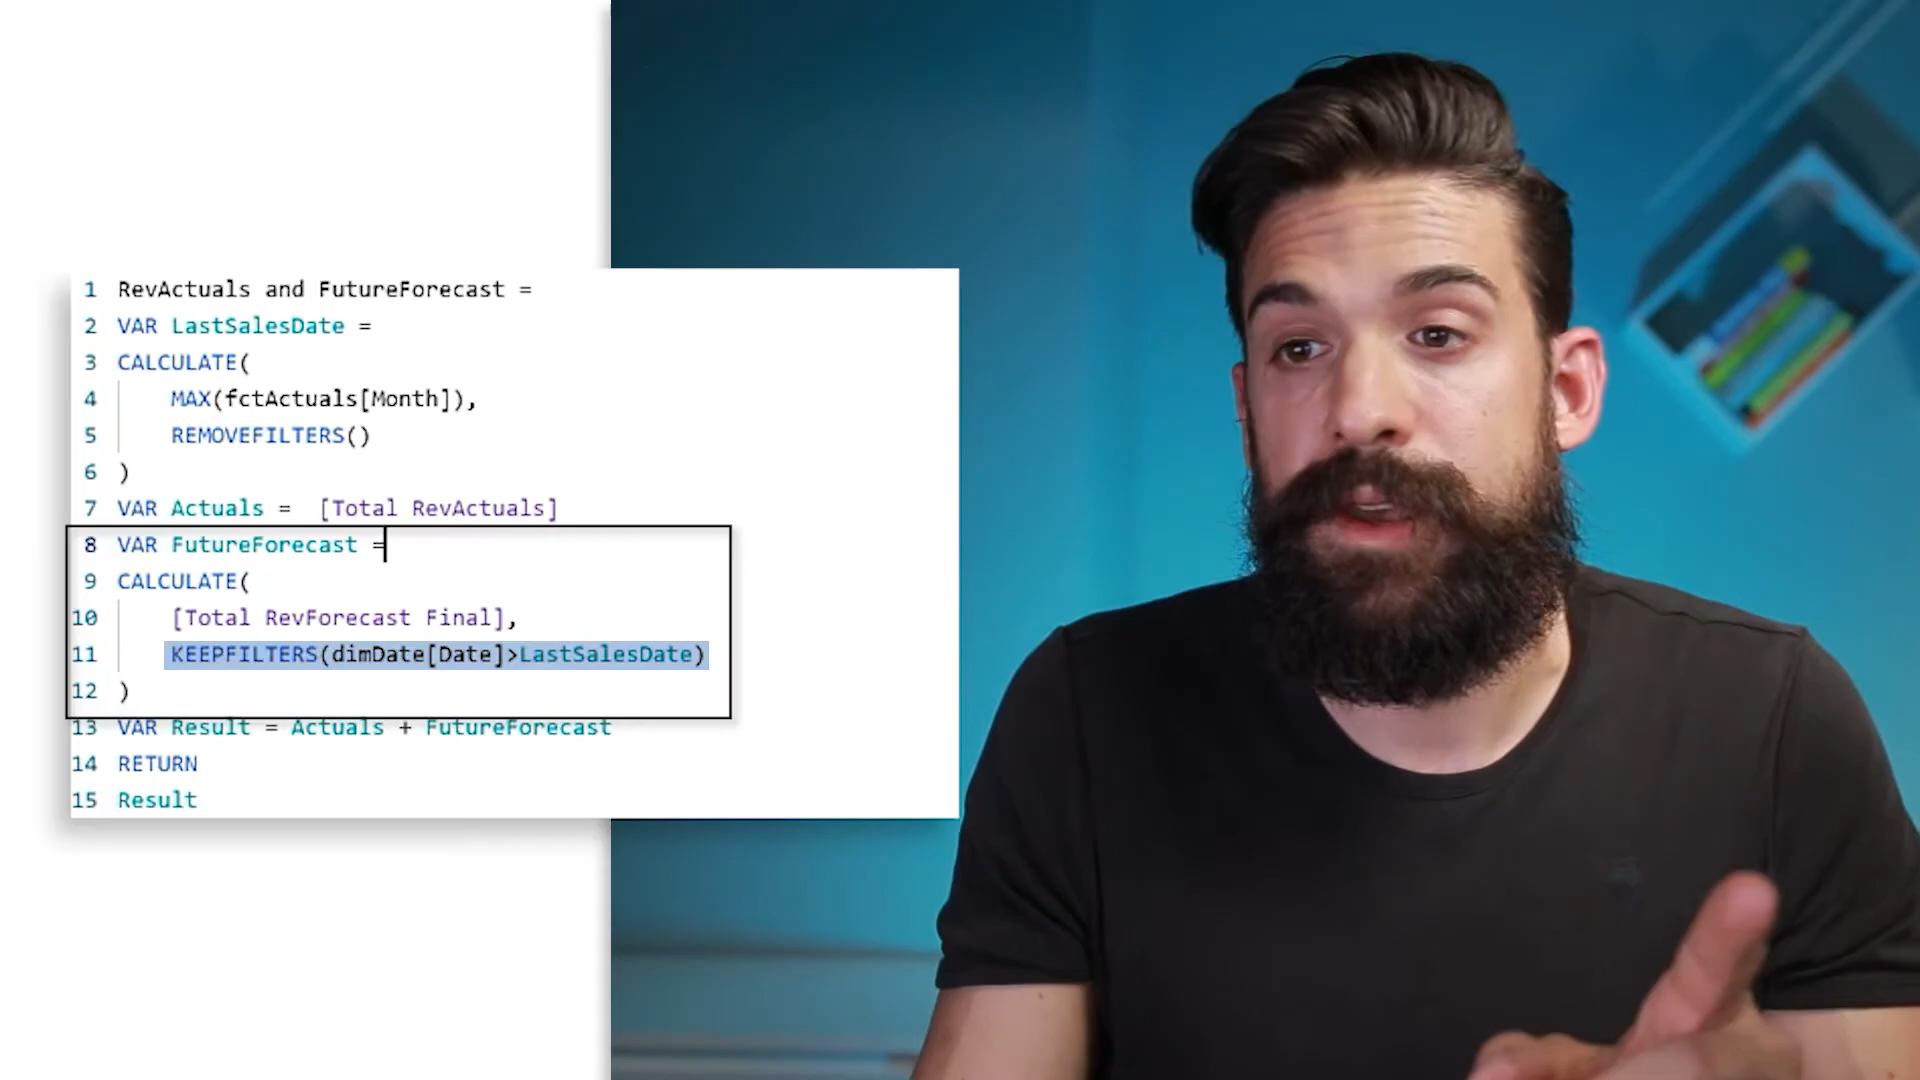 1 RevActuals and FutureForecast =
2 VAR LastSalesDate =
3 CALCULATE(
4 MAX(fctActuals[Month]),
5 REMOVEFILTERS()
6 )
7 VAR Actuals = [Total RevActuals]
8 VAR FutureForecast =
9 CALCULATE(
10 [Total RevForecast Final],
11 KEEPFILTERS(dimDate[Date]>LastSalesDate)
12 )
13 VAR Result = Actuals + FutureForecast
14 RETURN
15 Result